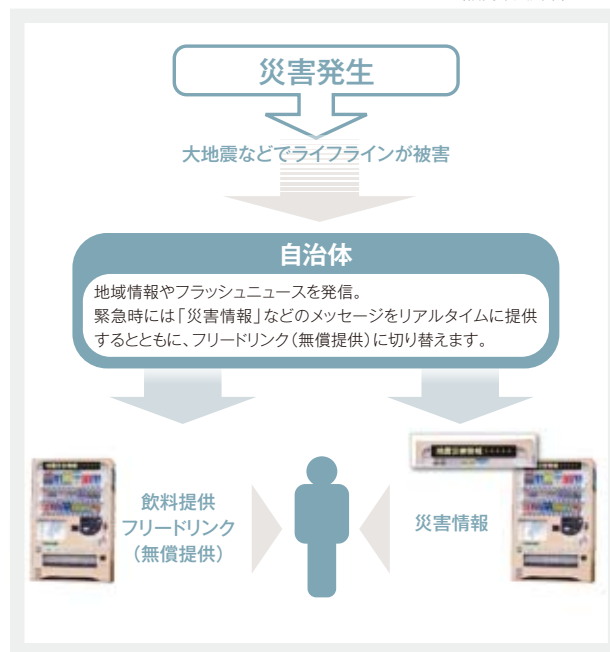 災害発生
大地震などでライフラインが被害
自治体
地域情報やフラッシュニュースを発信。
緊急時には「災害情報」などのメッセージをリアルタイムに提供
するとともに、フリードリンク（無償提供）に切り替えます。
飲料提供
フリードリンク
（無償提供）
災害情報